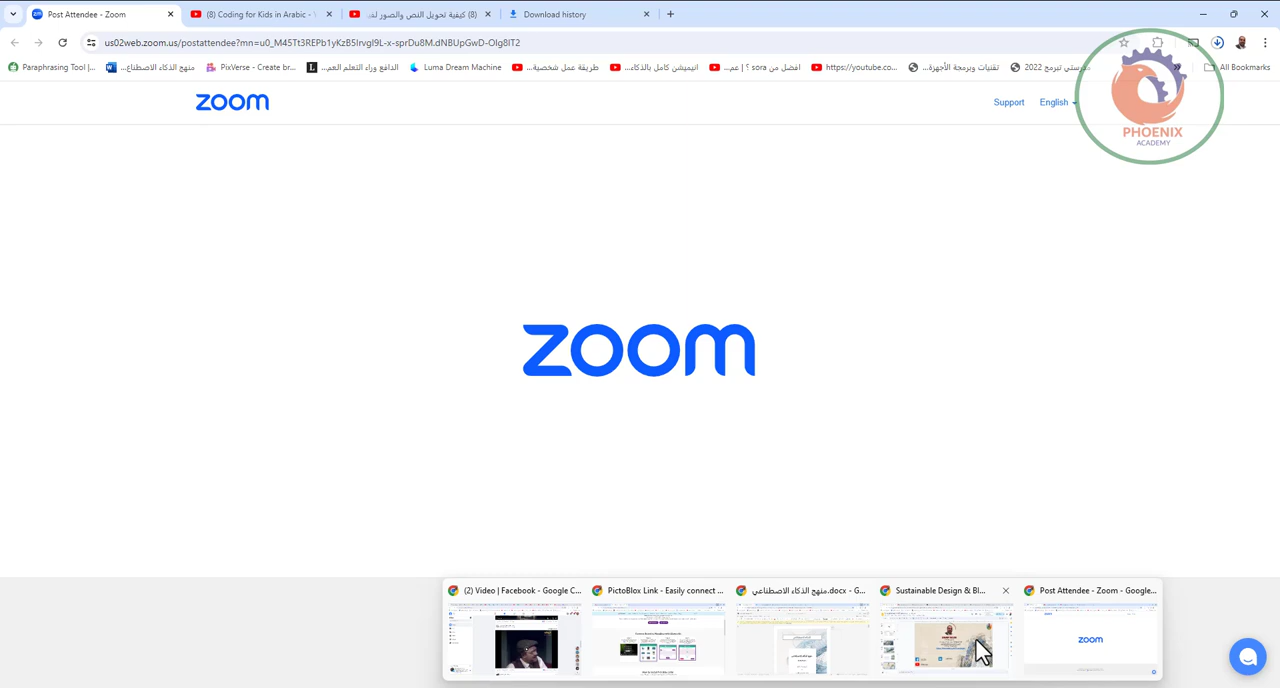 Post Attendee - Zoom
(8) Coding for Kids in Arabic -
(8) كيفية تحويل النص والصور لف
Download history
us02web.zoom.us/postattendee?mn=u0_M45Tt3REPb1yKzB5Irvgl9L-x-sprDu8M.dNBUpGwD-OIg8IT2
Paraphrasing Tool |...
منهج الذكاء الاصطناع...
PixVerse - Create br...
الدافع وراء التعلم العم...
Luma Dream Machine
طريقة عمل شخصية...
انيميشن كامل بالذكاء...
افضل من sora ؟ | عم...
https://youtube.co...
تقنيات وبرمجة الأجهزة...
مدرستي تبرمج 2022
All Bookmarks
zoom
Support
English
PHOENIX
ACADEMY
zoom
(2) Video | Facebook - Google C...
PictoBlox Link - Easily connect ...
منهج الذكاء الاصطناعي.docx - G...
Sustainable Design & Bl...
Post Attendee - Zoom - Google...
zoom